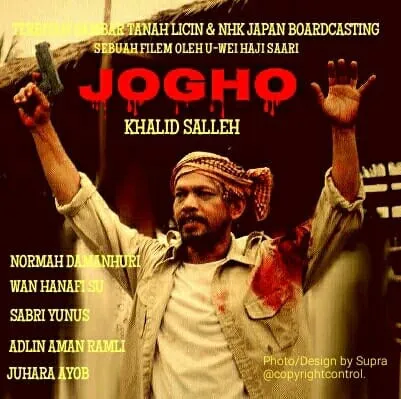 TERBITAN GAMBAR TANAH LICIN & NHK JAPAN BOARDCASTING
SEBUAH FILEM OLEH U-WEI HAJI SAARI
JOGHO
KHALID SALLEH
NORMAH DAMANHURI
WAN HANAFI SU
SABRI YUNUS
ADLIN AMAN RAMLI
JUHARA AYOB
Photo/Design by Supra
@copyrightcontrol.